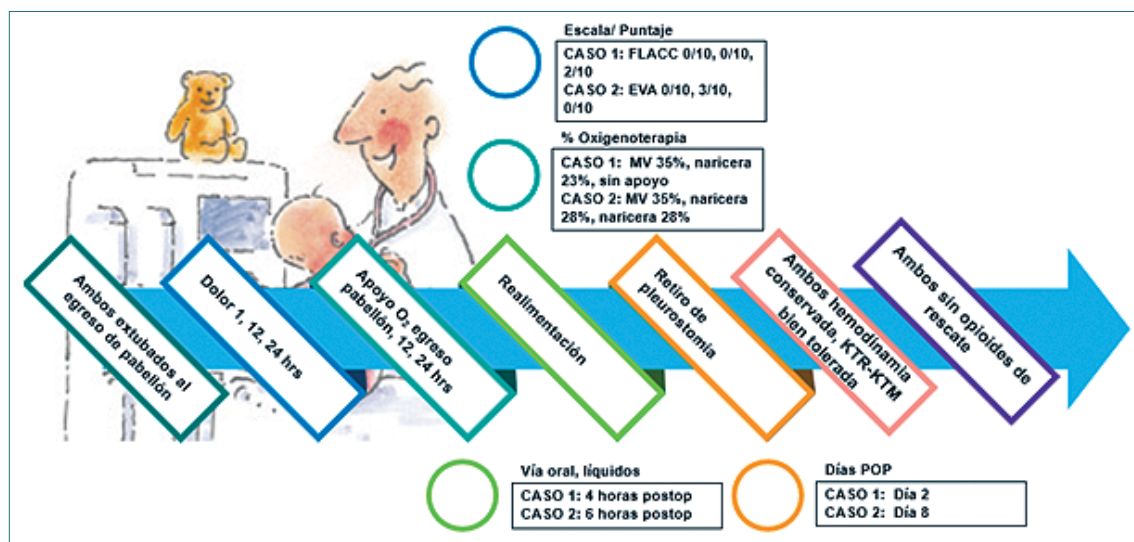 Escala/ Puntaje
CASO 1: FLACC 0/10, 0/10,
2/10
CASO 2: EVA 0/10, 3/10,
0/10
% Oxigenoterapia
CASO 1: MV 35%, naricera
23%, sin apoyo
CASO 2: MV 35%, naricera
28%, naricera 28%
Ambos extubados al
egreso de pabellón
Dolor 1, 12, 24 hrs
Apoyo O₂ egreso
pabellón, 12, 24 hrs
Realimentación
Retiro de
pleurostomía
Ambos hemodinamia
conservada, KTR-KTM
bien tolerada
Ambos sin opioides de
rescate
Vía oral, líquidos
CASO 1: 4 horas postop
CASO 2: 6 horas postop
Días POP
CASO 1: Día 2
CASO 2: Día 8